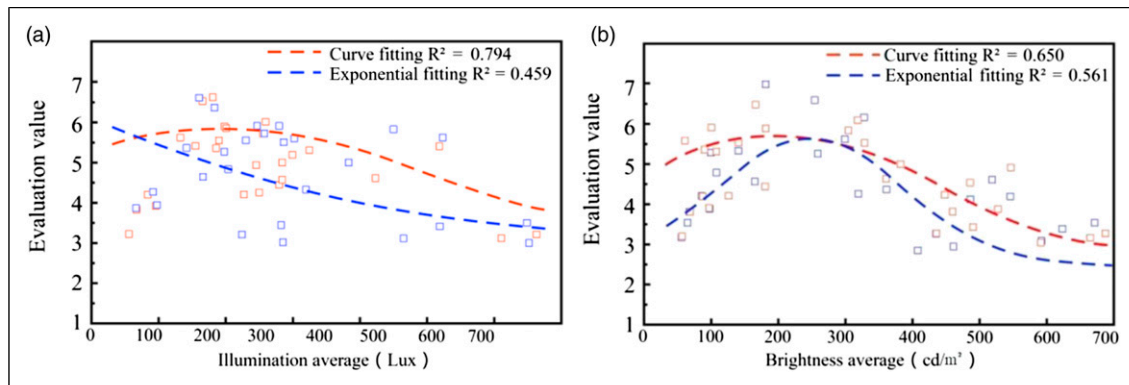 (a)
Curve fitting R² = 0.794
Exponential fitting R² = 0.459
Evaluation value
8
7
6
5
4
3
2
1
0 100 200 300 400 500 600 700
Illumination average ( Lux )
(b)
Curve fitting R² = 0.650
Exponential fitting R² = 0.561
Evaluation value
8
7
6
5
4
3
2
1
0 100 200 300 400 500 600 700
Brightness average ( cd/m² )